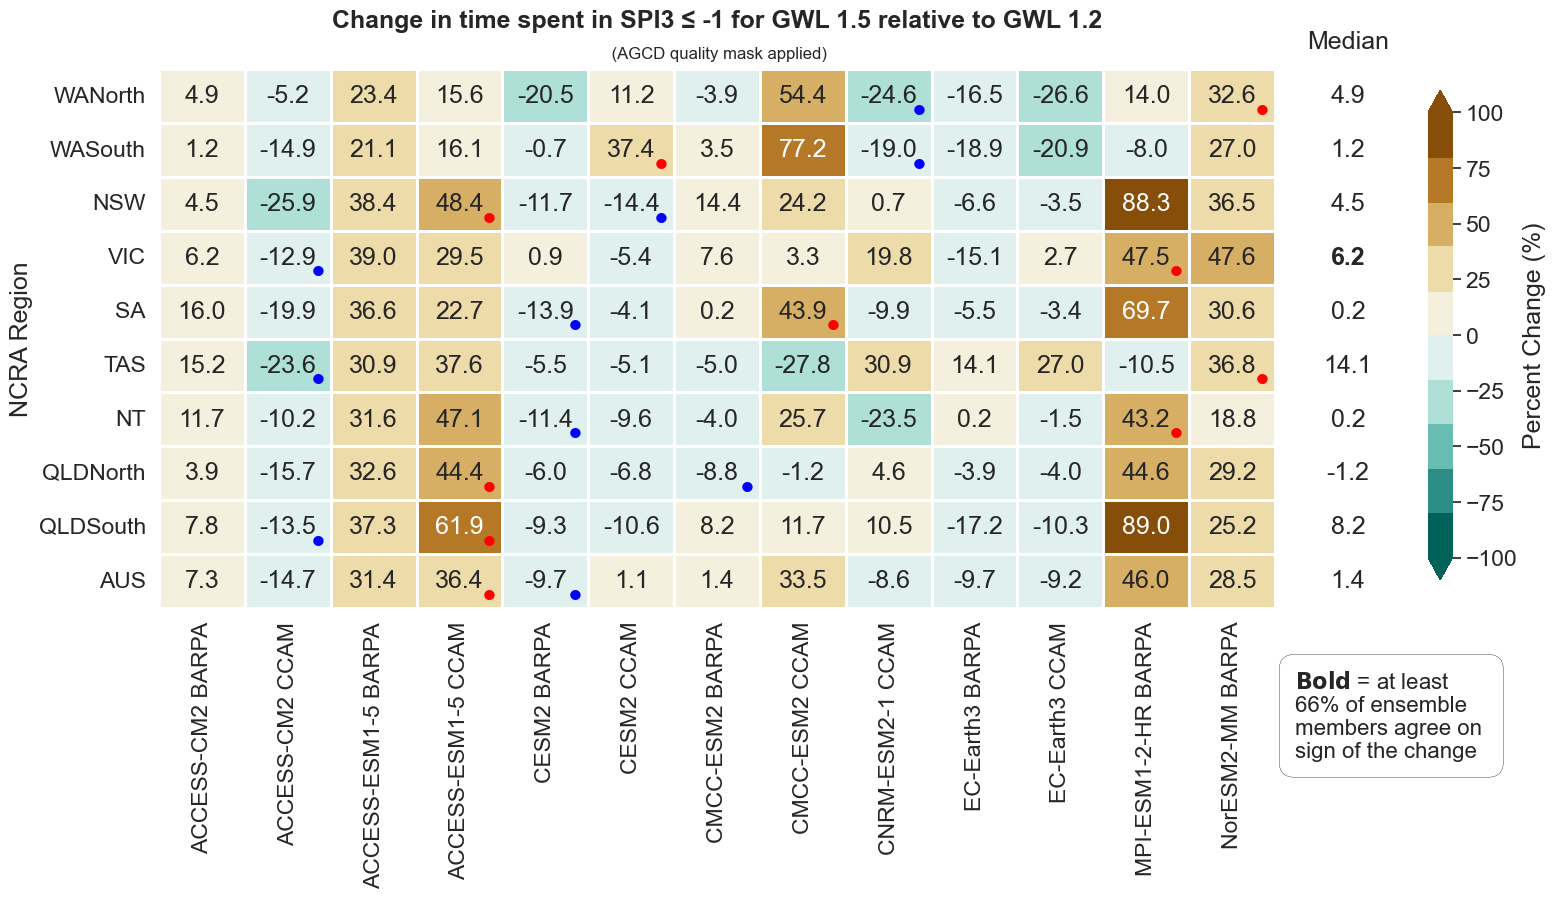 Change in time spent in SPI3 ≤ -1 for GWL 1.5 relative to GWL 1.2
(AGCD quality mask applied)
Median
WANorth 4.9 -5.2 23.4 15.6 -20.5 11.2 -3.9 54.4 -24.6 -16.5 -26.6 14.0 32.6 4.9
WASouth 1.2 -14.9 21.1 16.1 -0.7 37.4 3.5 77.2 -19.0 -18.9 -20.9 -8.0 27.0 1.2
NSW 4.5 -25.9 38.4 48.4 -11.7 -14.4 14.4 24.2 0.7 -6.6 -3.5 88.3 36.5 4.5
VIC 6.2 -12.9 39.0 29.5 0.9 -5.4 7.6 3.3 19.8 -15.1 2.7 47.5 47.6 6.2
SA 16.0 -19.9 36.6 22.7 -13.9 -4.1 0.2 43.9 -9.9 -5.5 -3.4 69.7 30.6 0.2
TAS 15.2 -23.6 30.9 37.6 -5.5 -5.1 -5.0 -27.8 30.9 14.1 27.0 -10.5 36.8 14.1
NT 11.7 -10.2 31.6 47.1 -11.4 -9.6 -4.0 25.7 -23.5 0.2 -1.5 43.2 18.8 0.2
QLDNorth 3.9 -15.7 32.6 44.4 -6.0 -6.8 -8.8 -1.2 4.6 -3.9 -4.0 44.6 29.2 -1.2
QLDSouth 7.8 -13.5 37.3 61.9 -9.3 -10.6 8.2 11.7 10.5 -17.2 -10.3 89.0 25.2 8.2
AUS 7.3 -14.7 31.4 36.4 -9.7 1.1 1.4 33.5 -8.6 -9.7 -9.2 46.0 28.5 1.4
NCRA Region
ACCESS-CM2 BARPA
ACCESS-CM2 CCAM
ACCESS-ESM1-5 BARPA
ACCESS-ESM1-5 CCAM
CESM2 BARPA
CESM2 CCAM
CMCC-ESM2 BARPA
CMCC-ESM2 CCAM
CNRM-ESM2-1 CCAM
EC-Earth3 BARPA
EC-Earth3 CCAM
MPI-ESM1-2-HR BARPA
NorESM2-MM BARPA
100
75
50
25
0
−25
−50
−75
−100
Percent Change (%)
Bold = at least
66% of ensemble
members agree on
sign of the change